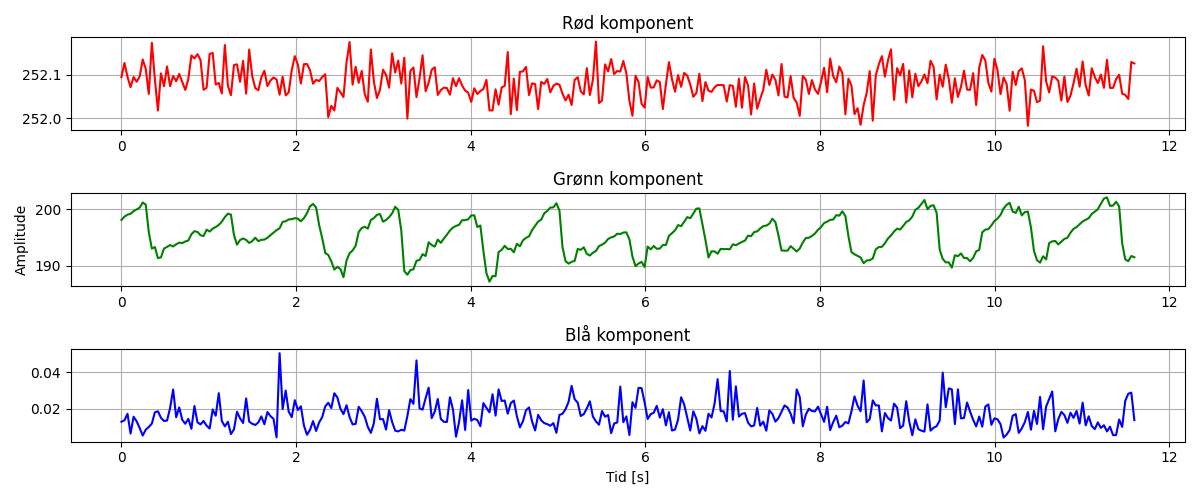 Rød komponent
252.1
252.0
0 2 4 6 8 10 12
Grønn komponent
200
190
Amplitude
0 2 4 6 8 10 12
Blå komponent
0.04
0.02
0 2 4 6 8 10 12
Tid [s]